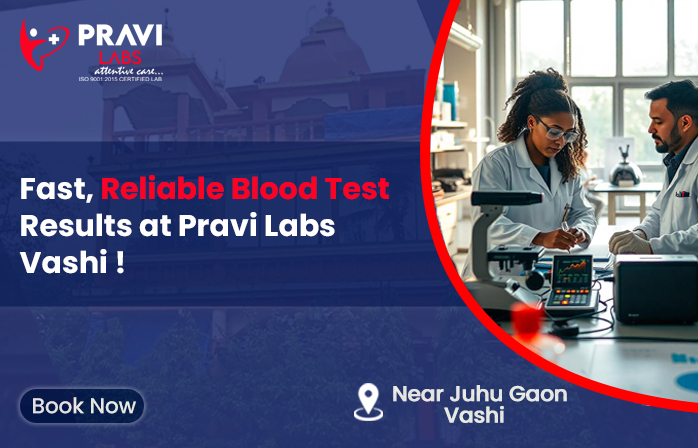 PRAVI
LABS
attentive care...
ISO 9001:2015 CERTIFIED LAB
Fast, Reliable Blood Test
Results at Pravi Labs
Vashi !
Book Now
Near Juhu Gaon
Vashi